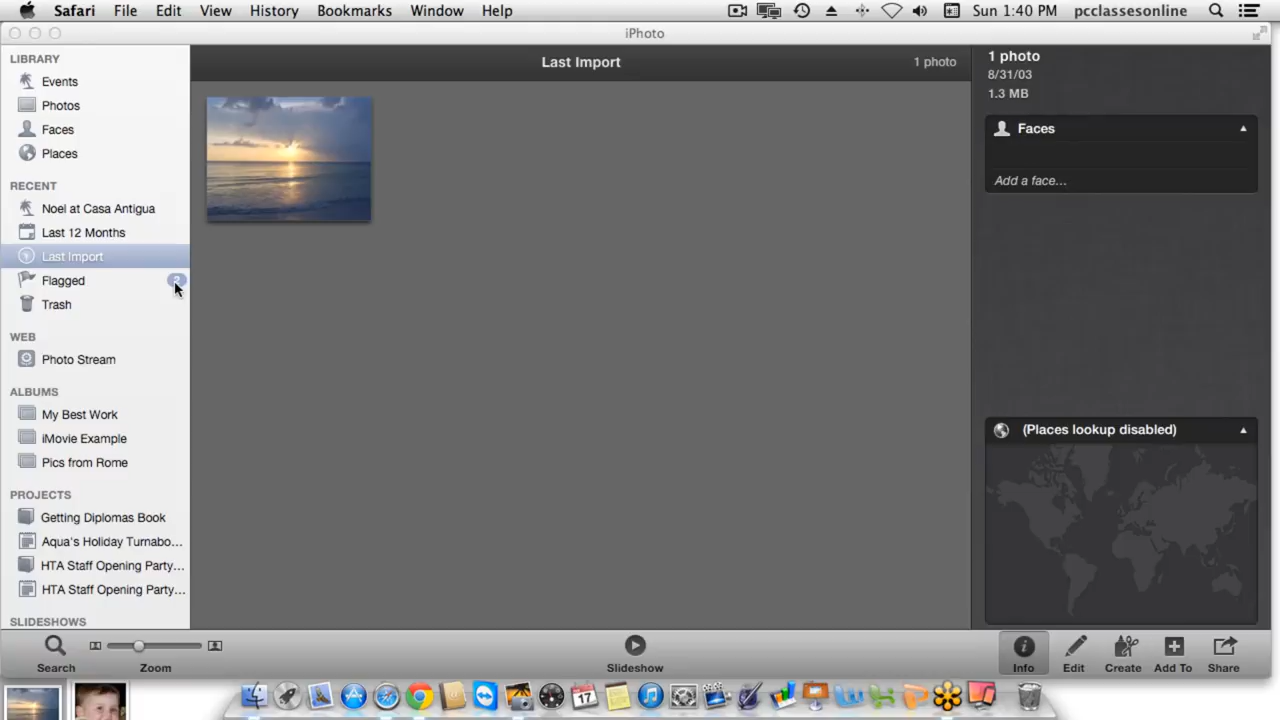 Safari File Edit View History Bookmarks Window Help Sun 1:40 PM pcclassesonline
iPhoto
LIBRARY
Events
Photos
Faces
Places
RECENT
Noel at Casa Antigua
Last 12 Months
Last Import
Flagged
Trash
WEB
Photo Stream
ALBUMS
My Best Work
iMovie Example
Pics from Rome
PROJECTS
Getting Diplomas Book
Aqua's Holiday Turnabo...
HTA Staff Opening Party...
HTA Staff Opening Party...
SLIDESHOWS
Last Import 1 photo
1 photo
8/31/03
1.3 MB
Faces
Add a face...
(Places lookup disabled)
Search Zoom Slideshow Info Edit Create Add To Share
17